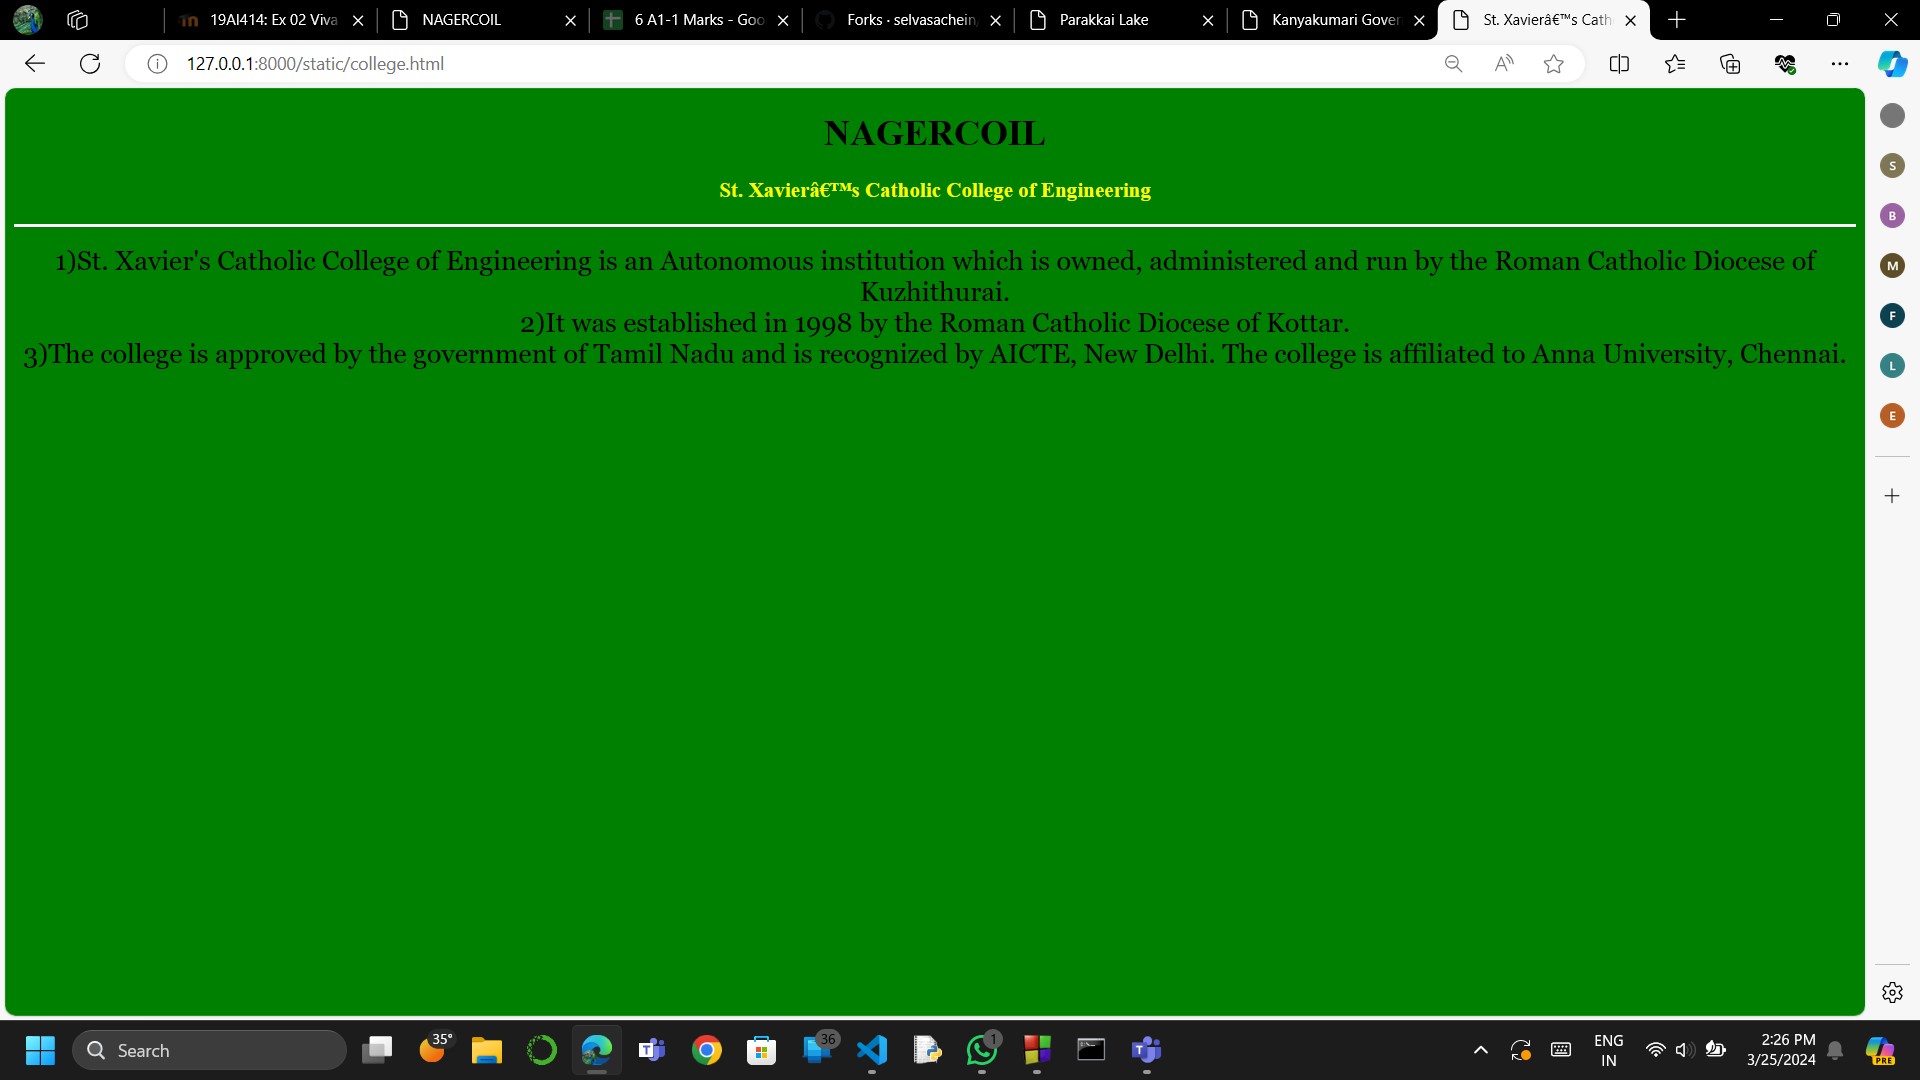 19AI414: Ex 02 Viva
NAGERCOIL
6 A1-1 Marks - Goo
Forks · selvasachein
Parakkai Lake
Kanyakumari Gover
St. Xavierâ€™s Cath
127.0.0.1:8000/static/college.html
NAGERCOIL
St. Xavierâ€™s Catholic College of Engineering
1)St. Xavier's Catholic College of Engineering is an Autonomous institution which is owned, administered and run by the Roman Catholic Diocese of
Kuzhithurai.
2)It was established in 1998 by the Roman Catholic Diocese of Kottar.
3)The college is approved by the government of Tamil Nadu and is recognized by AICTE, New Delhi. The college is affiliated to Anna University, Chennai.
S
B
M
F
L
E
Search
35°
36
1
ENG
IN
2:26 PM
3/25/2024
PRE